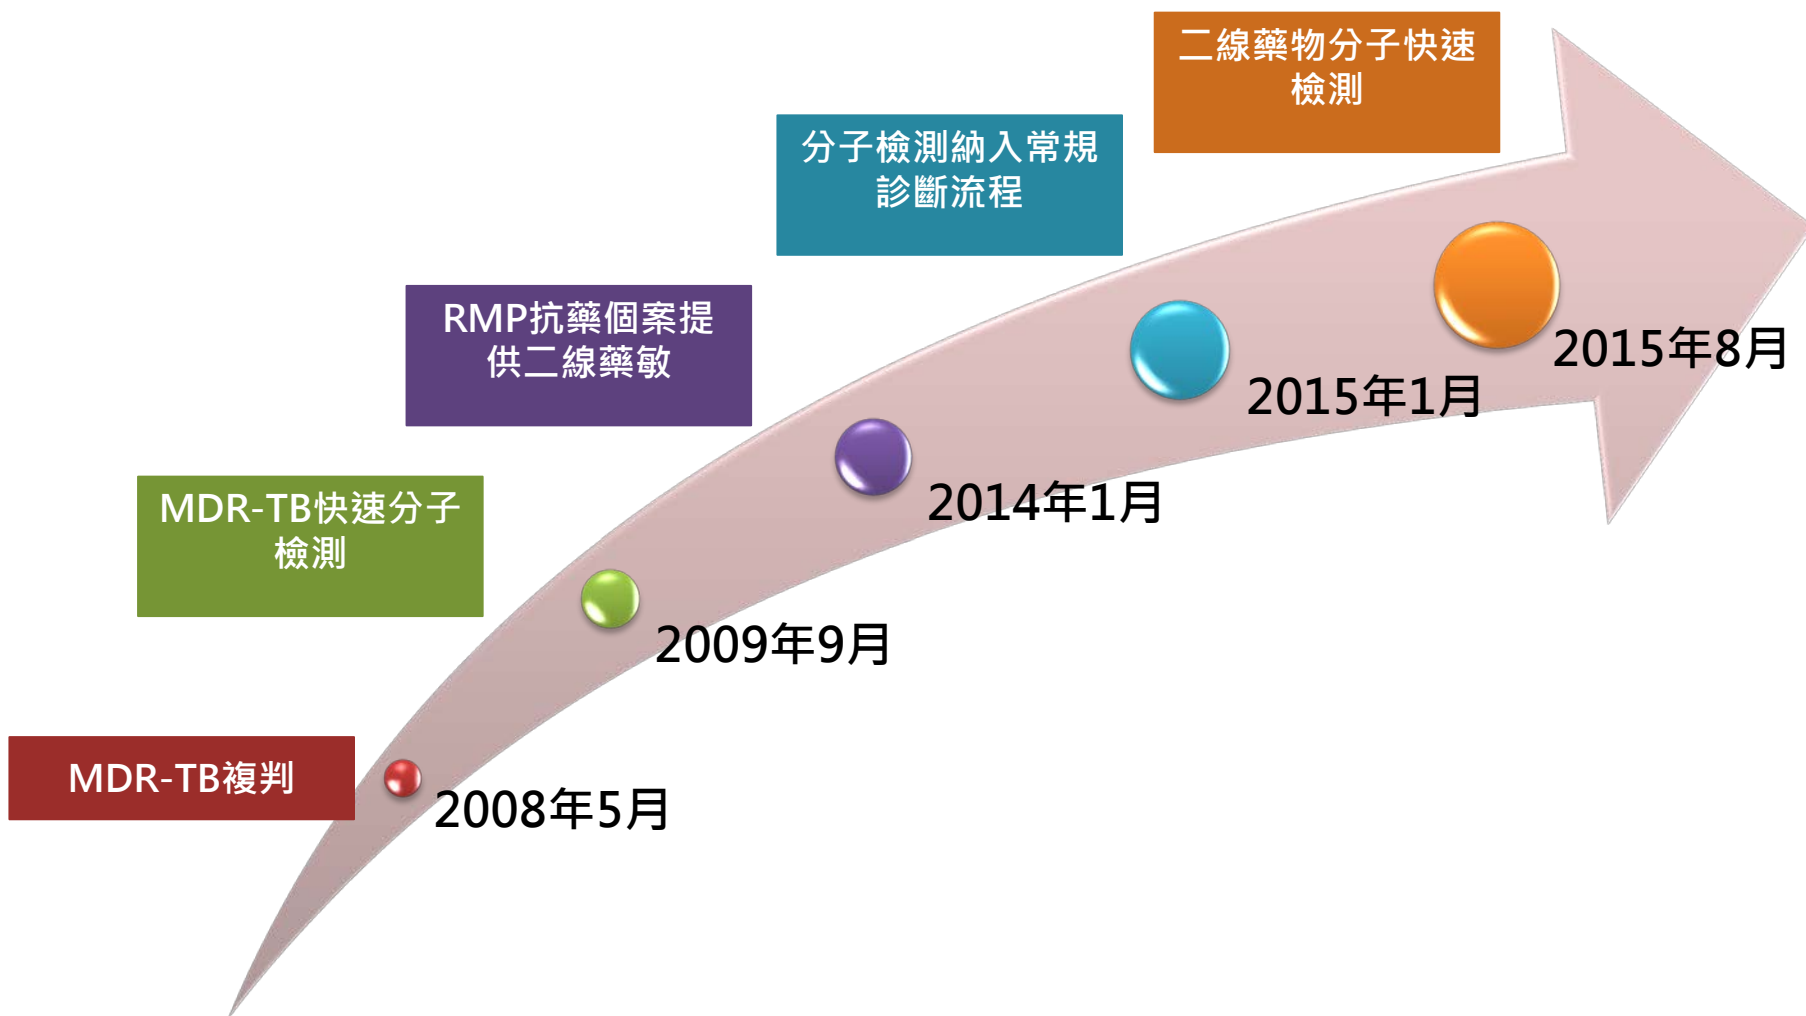 二線藥物分子快速
檢測
分子檢測納入常規
診斷流程
RMP抗藥個案提
供二線藥敏
MDR-TB快速分子
檢測
MDR-TB複判
2015年8月
2015年1月
2014年1月
2009年9月
2008年5月